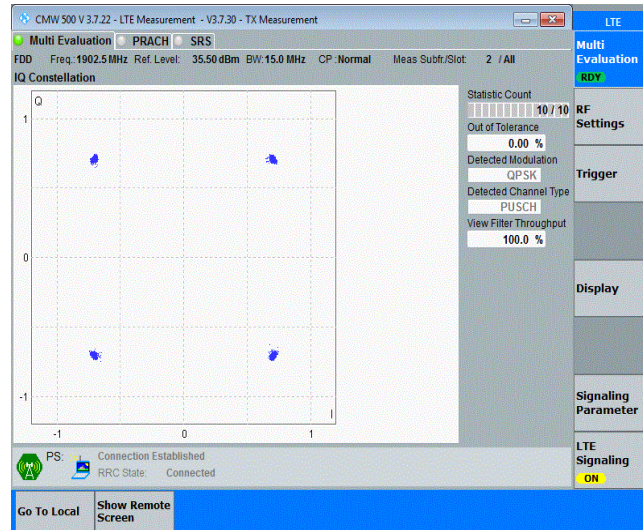 CMW 500 V 3.7.22 - LTE Measurement - V3.7.30 - TX Measurement
LTE
Multi Evaluation PRACH SRS
Multi
Evaluation
RDY
FDD Freq.: 1902.5 MHz Ref. Level: 35.50 dBm BW: 15.0 MHz CP : Normal Meas Subfr./Slot: 2 / All
IQ Constellation
Statistic Count
10 / 10
Out of Tolerance
0.00 %
Detected Modulation
QPSK
Detected Channel Type
PUSCH
View Filter Throughput
100.0 %
RF
Settings
Trigger
Display
Signaling
Parameter
LTE
Signaling
ON
Q
1
0
-1
I
-1 0 1
PS: Connection Established
RRC State: Connected
Go To Local
Show Remote
Screen